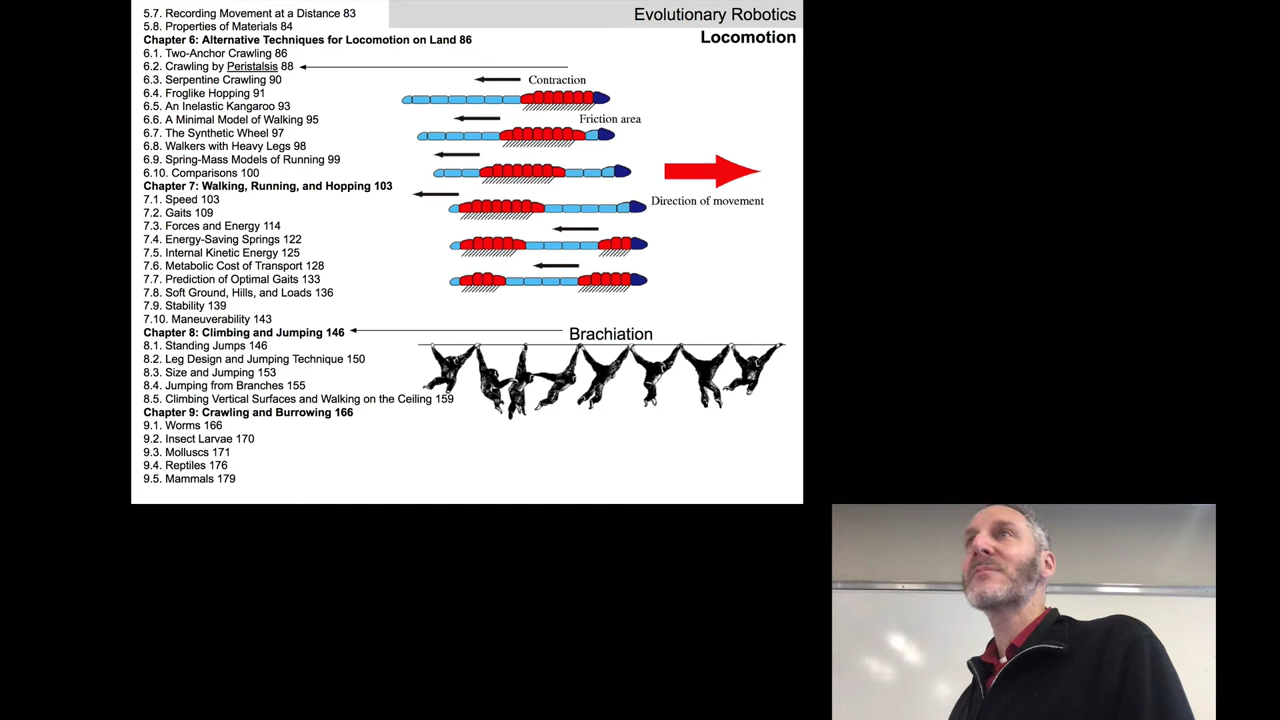 5.7. Recording Movement at a Distance 83
5.8. Properties of Materials 84
Chapter 6: Alternative Techniques for Locomotion on Land 86
6.1. Two-Anchor Crawling 86
6.2. Crawling by Peristalsis 88
6.3. Serpentine Crawling 90
6.4. Froglike Hopping 91
6.5. An Inelastic Kangaroo 93
6.6. A Minimal Model of Walking 95
6.7. The Synthetic Wheel 97
6.8. Walkers with Heavy Legs 98
6.9. Spring-Mass Models of Running 99
6.10. Comparisons 100
Chapter 7: Walking, Running, and Hopping 103
7.1. Speed 103
7.2. Gaits 109
7.3. Forces and Energy 114
7.4. Energy-Saving Springs 122
7.5. Internal Kinetic Energy 125
7.6. Metabolic Cost of Transport 128
7.7. Prediction of Optimal Gaits 133
7.8. Soft Ground, Hills, and Loads 136
7.9. Stability 139
7.10. Maneuverability 143
Chapter 8: Climbing and Jumping 146
8.1. Standing Jumps 146
8.2. Leg Design and Jumping Technique 150
8.3. Size and Jumping 153
8.4. Jumping from Branches 155
8.5. Climbing Vertical Surfaces and Walking on the Ceiling 159
Chapter 9: Crawling and Burrowing 166
9.1. Worms 166
9.2. Insect Larvae 170
9.3. Molluscs 171
9.4. Reptiles 176
9.5. Mammals 179
Evolutionary Robotics
Locomotion
Contraction
Friction area
Direction of movement
Brachiation